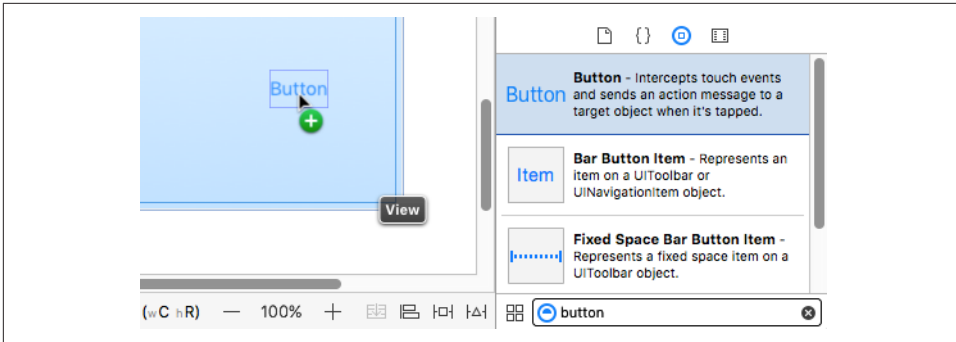 Button
View
(wC hR) — 100% +
{}
Button
Button - Intercepts touch events
and sends an action message to a
target object when it's tapped.
Item
Bar Button Item - Represents an
item on a UIToolbar or
UINavigationItem object.
Fixed Space Bar Button Item -
Represents a fixed space item on a
UIToolbar object.
button